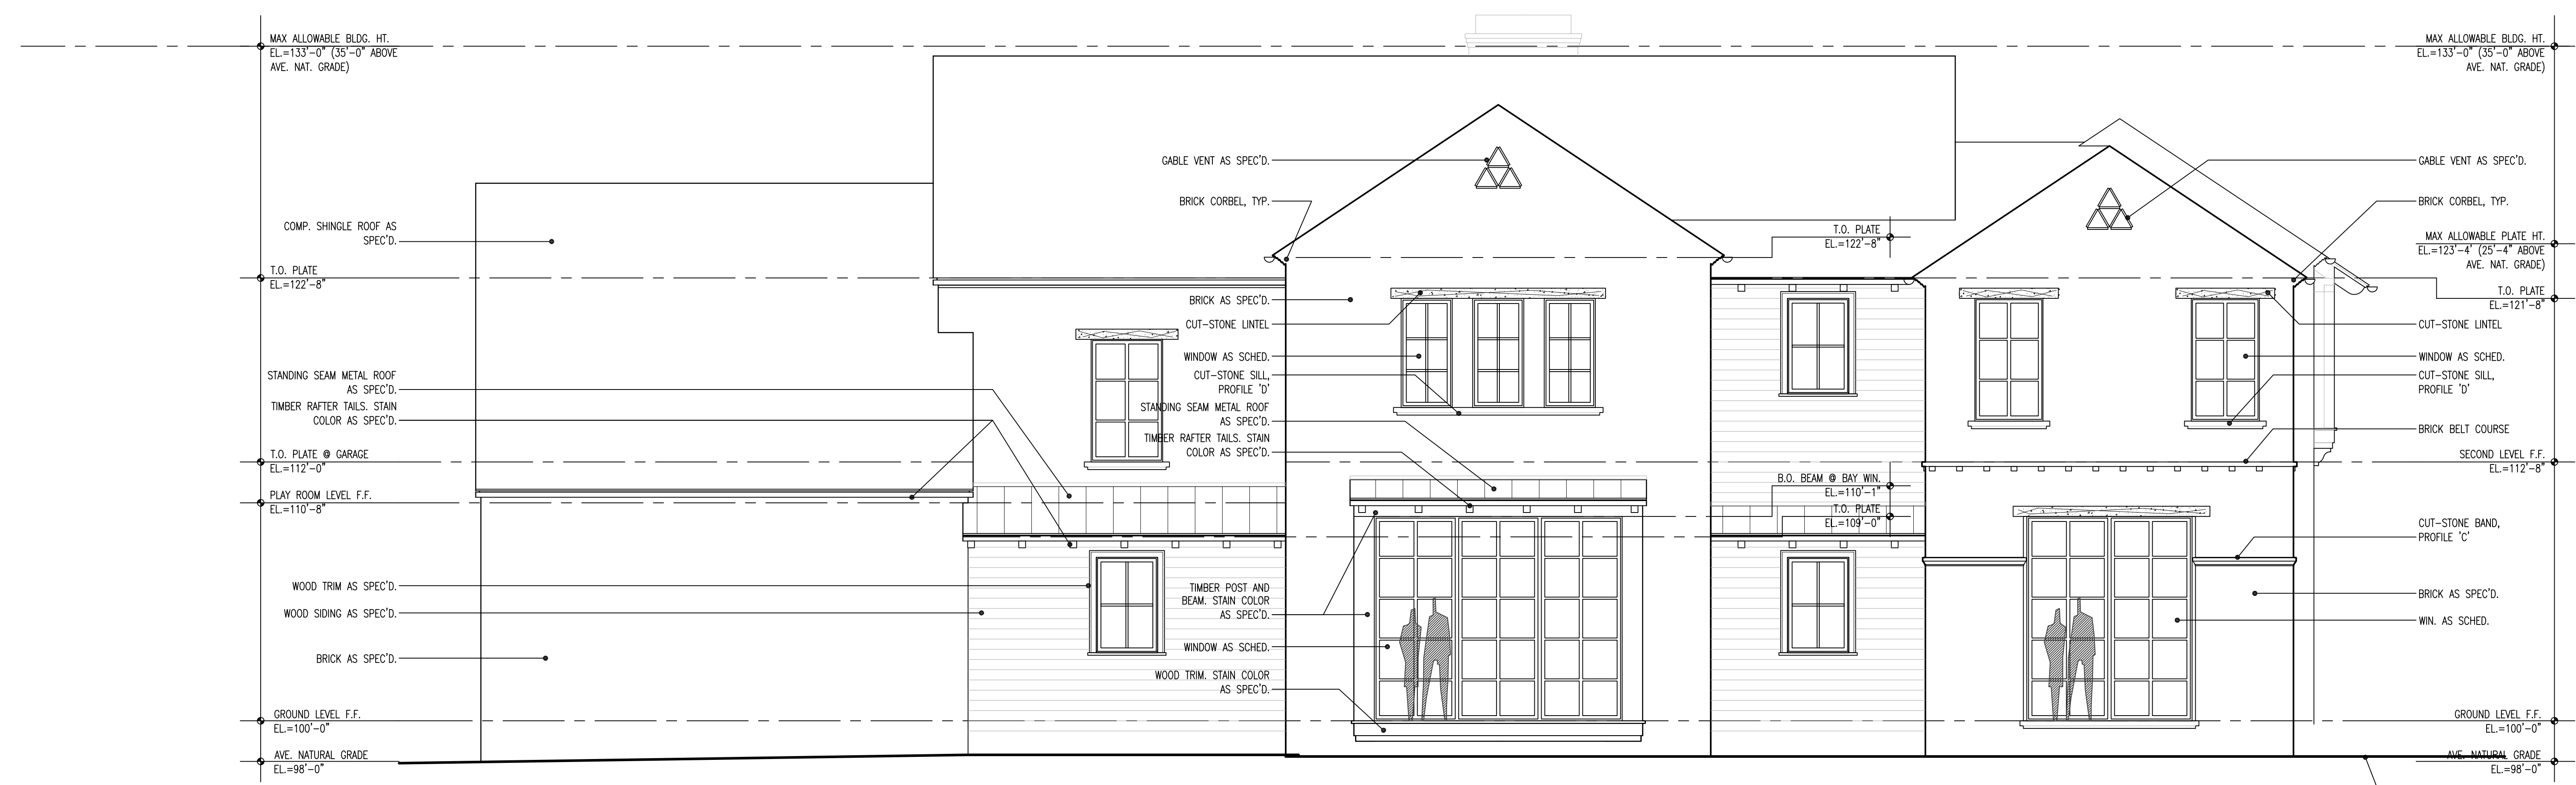 MAX ALLOWABLE BLDG. HT.
EL.=133'-0" (35'-0" ABOVE
AVE. NAT. GRADE)
COMP. SHINGLE ROOF AS
SPEC'D.
T.O. PLATE
EL.=122'-8"
STANDING SEAM METAL ROOF
AS SPEC'D.
TIMBER RAFTER TAILS. STAIN
COLOR AS SPEC'D.
T.O. PLATE @ GARAGE
EL.=112'-0"
PLAY ROOM LEVEL F.F.
EL.=110'-8"
WOOD TRIM AS SPEC'D.
WOOD SIDING AS SPEC'D.
BRICK AS SPEC'D.
GROUND LEVEL F.F.
EL.=100'-0"
AVE. NATURAL GRADE
EL.=98'-0"
GABLE VENT AS SPEC'D.
BRICK CORBEL, TYP.
BRICK AS SPEC'D.
CUT-STONE LINTEL
WINDOW AS SCHED.
CUT-STONE SILL,
PROFILE 'D'
STANDING SEAM METAL ROOF
AS SPEC'D.
TIMBER RAFTER TAILS. STAIN
COLOR AS SPEC'D.
TIMBER POST AND
BEAM. STAIN COLOR
AS SPEC'D.
WINDOW AS SCHED.
WOOD TRIM. STAIN COLOR
AS SPEC'D.
T.O. PLATE
EL.=122'-8"
B.O. BEAM @ BAY WIN.
EL.=110'-1"
T.O. PLATE
EL.=109'-0"
MAX ALLOWABLE BLDG. HT.
EL.=133'-0" (35'-0" ABOVE
AVE. NAT. GRADE)
GABLE VENT AS SPEC'D.
BRICK CORBEL, TYP.
MAX ALLOWABLE PLATE HT.
EL.=123'-4' (25'-4" ABOVE
AVE. NAT. GRADE)
T.O. PLATE
EL.=121'-8"
CUT-STONE LINTEL
WINDOW AS SCHED.
CUT-STONE SILL,
PROFILE 'D'
BRICK BELT COURSE
SECOND LEVEL F.F.
EL.=112'-8"
CUT-STONE BAND,
PROFILE 'C'
BRICK AS SPEC'D.
WIN. AS SCHED.
GROUND LEVEL F.F.
EL.=100'-0"
AVE. NATURAL GRADE
EL.=98'-0"